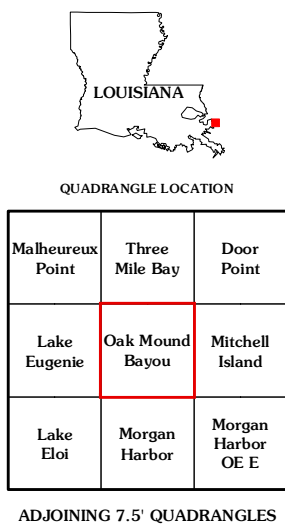 LOUISIANA
QUADRANGLE LOCATION
Malheureux
Point
Three
Mile Bay
Door
Point
Lake
Eugenie
Oak Mound
Bayou
Mitchell
Island
Lake
Eloi
Morgan
Harbor
Morgan
Harbor
OE E
ADJOINING 7.5' QUADRANGLES